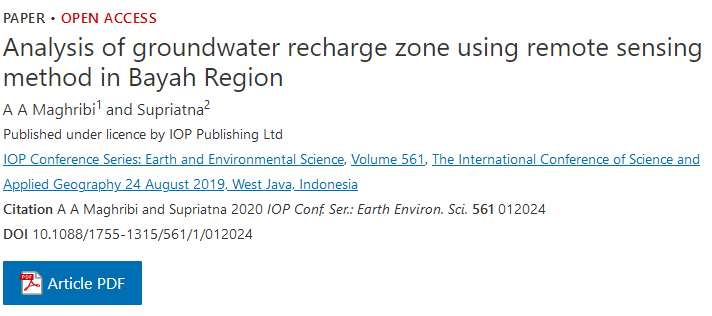 PAPER • OPEN ACCESS
Analysis of groundwater recharge zone using remote sensing
method in Bayah Region
A A Maghribi1 and Supriatna2
Published under licence by IOP Publishing Ltd
IOP Conference Series: Earth and Environmental Science, Volume 561, The International Conference of Science and
Applied Geography 24 August 2019, West Java, Indonesia
Citation A A Maghribi and Supriatna 2020 IOP Conf. Ser.: Earth Environ. Sci. 561 012024
DOI 10.1088/1755-1315/561/1/012024
PDF Article PDF